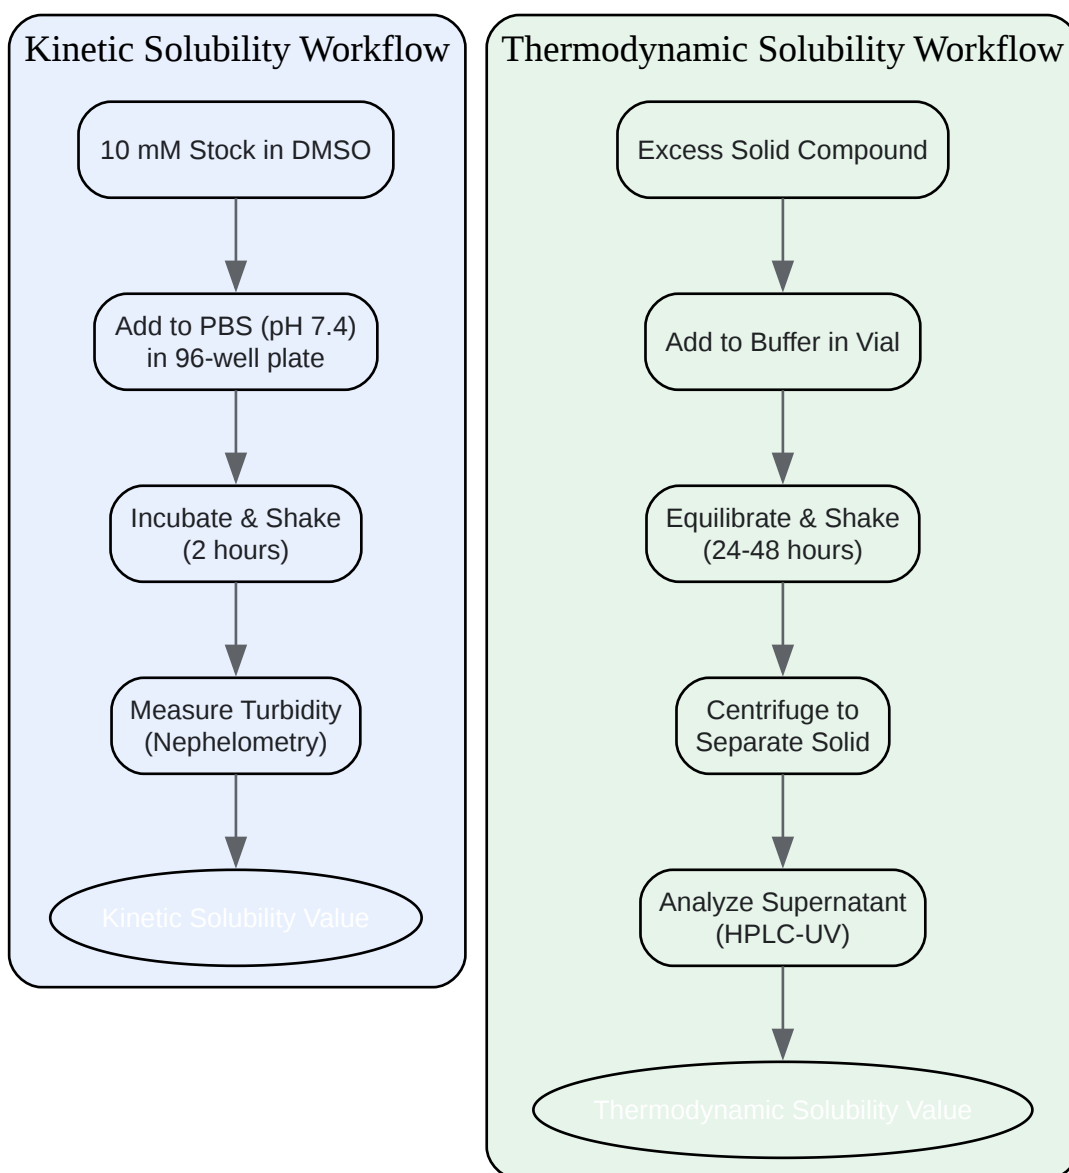 Kinetic Solubility Workflow
10 mM Stock in DMSO
Add to PBS (pH 7.4)
in 96-well plate
Incubate & Shake
(2 hours)
Measure Turbidity
(Nephelometry)
Kinetic Solubility Value
Thermodynamic Solubility Workflow
Excess Solid Compound
Add to Buffer in Vial
Equilibrate & Shake
(24-48 hours)
Centrifuge to
Separate Solid
Analyze Supernatant
(HPLC-UV)
Thermodynamic Solubility Value